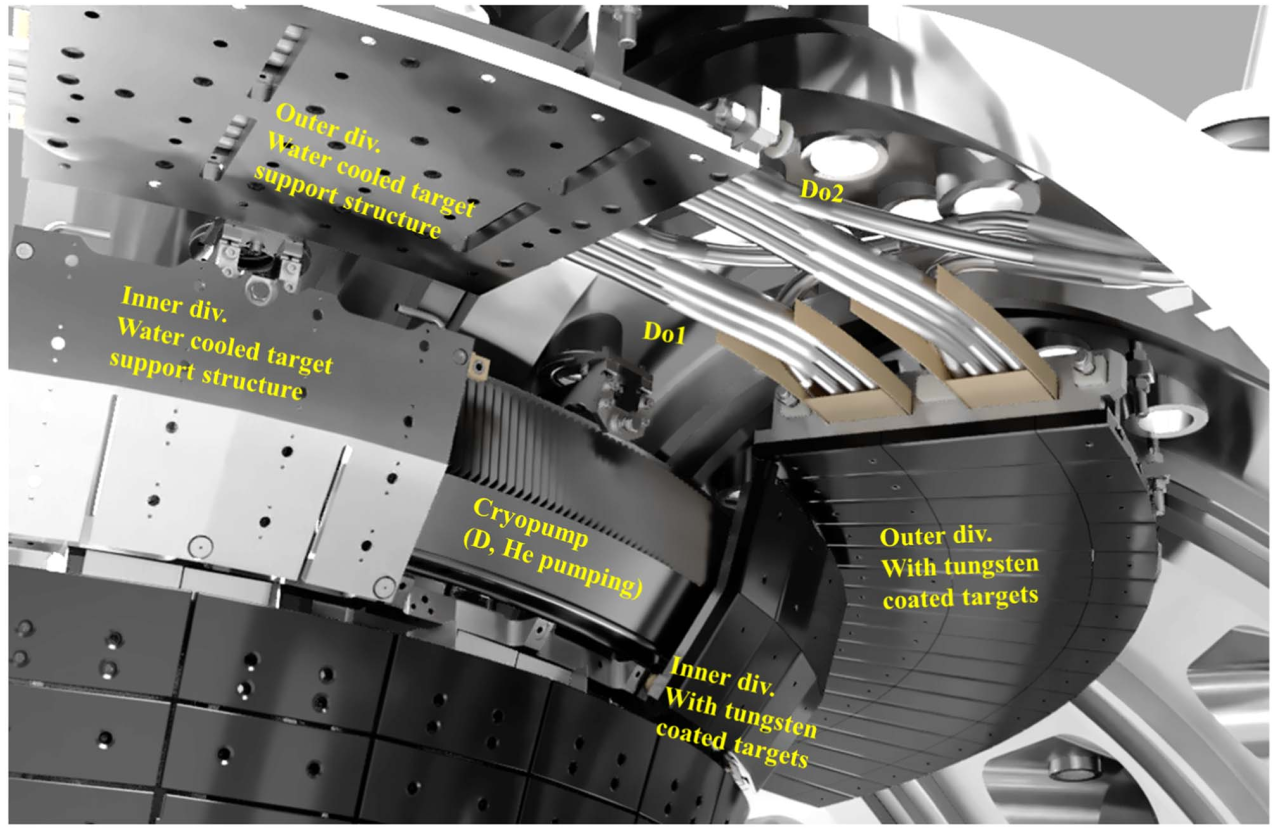 Outer div.
Water cooled target
support structure
Do2
Inner div.
Water cooled target
support structure
Do1
Cryopump
(D, He pumping)
Outer div.
With tungsten
coated targets
Inner div.
With tungsten
coated targets